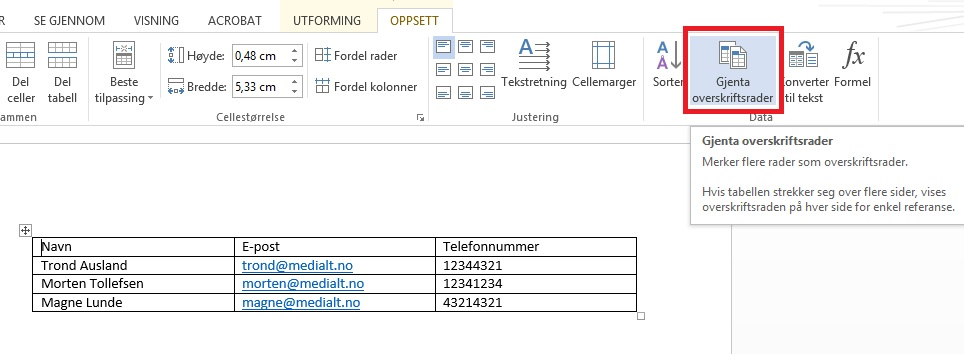 R SE GJENNOM VISNING ACROBAT UTFORMING OPPSETT
Del celler
Del tabell
Beste tilpasning
Høyde: 0,48 cm
Bredde: 5,33 cm
Fordel rader
Fordel kolonner
Tekstretning
Cellemarger
Sorter
Gjenta overskriftsrader
Konverter til tekst
Formel
ammen Cellestørrelse Justering Data
Gjenta overskriftsrader
Merker flere rader som overskriftsrader.
Hvis tabellen strekker seg over flere sider, vises
overskriftsraden på hver side for enkel referanse.
Navn E-post Telefonnummer
Trond Ausland trond@medialt.no 12344321
Morten Tollefsen morten@medialt.no 12341234
Magne Lunde magne@medialt.no 43214321